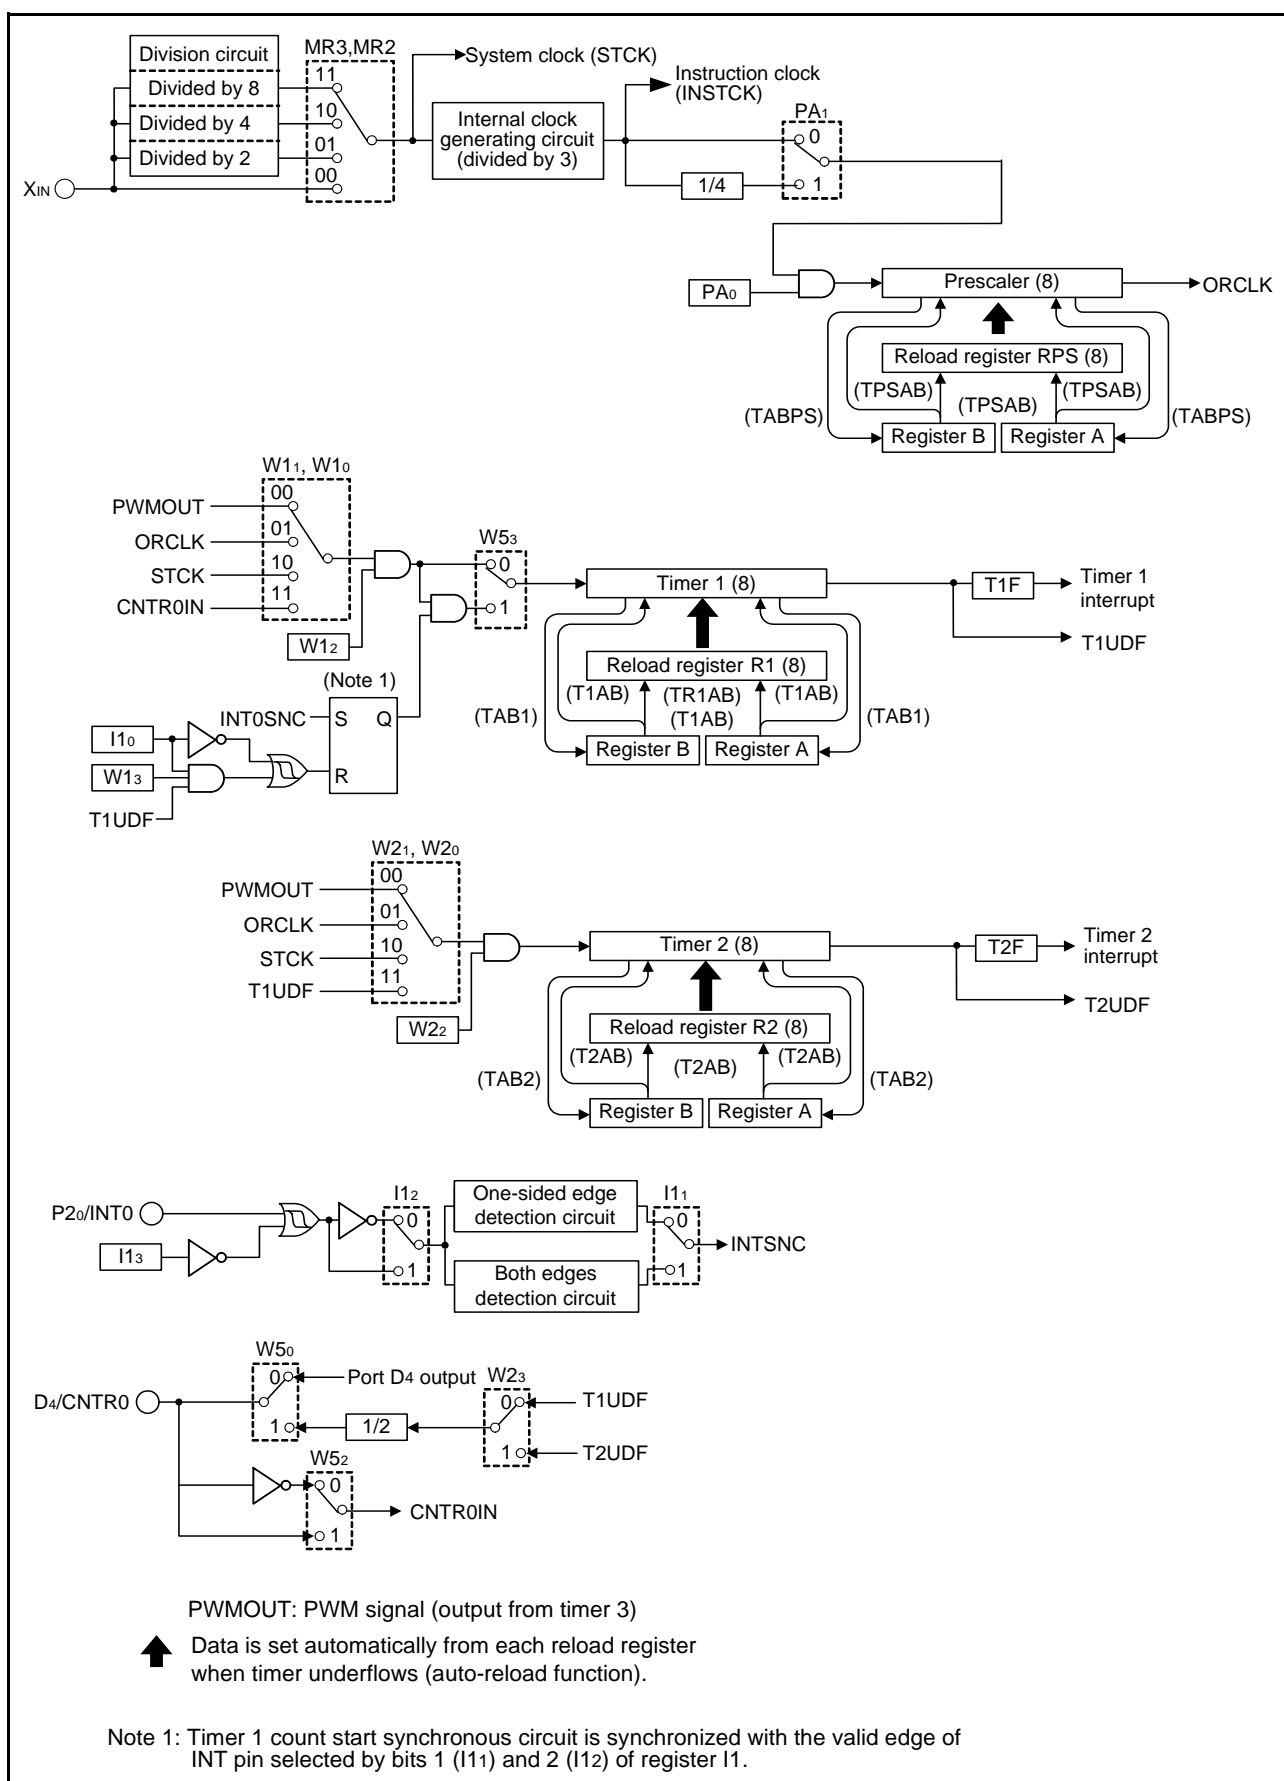 Division circuit
Divided by 8
Divided by 4
Divided by 2
XIN
MR3,MR2
11
10
01
00
System clock (STCK)
Internal clock
generating circuit
(divided by 3)
Instruction clock
(INSTCK)
PA1
0
1
1/4
PA0
Prescaler (8)
ORCLK
Reload register RPS (8)
(TPSAB)
(TPSAB)
(TPSAB)
(TABPS)
(TABPS)
Register B
Register A
W11, W10
00
01
10
11
PWMOUT
ORCLK
STCK
CNTR0IN
W12
W53
0
1
Timer 1 (8)
T1F
Timer 1
interrupt
T1UDF
Reload register R1 (8)
(T1AB)
(TR1AB)
(T1AB)
(T1AB)
(TAB1)
(TAB1)
Register B
Register A
(Note 1)
INT0SNC
S
Q
R
I10
W13
T1UDF
W21, W20
00
01
10
11
PWMOUT
ORCLK
STCK
T1UDF
W22
Timer 2 (8)
T2F
Timer 2
interrupt
T2UDF
Reload register R2 (8)
(T2AB)
(T2AB)
(T2AB)
(TAB2)
(TAB2)
Register B
Register A
P20/INT0
I13
I12
0
1
One-sided edge
detection circuit
Both edges
detection circuit
I11
0
1
INTSNC
D4/CNTR0
W50
0
1
Port D4 output
1/2
W23
0
1
T1UDF
T2UDF
W52
0
1
CNTR0IN
PWMOUT: PWM signal (output from timer 3)
Data is set automatically from each reload register
when timer underflows (auto-reload function).
Note 1: Timer 1 count start synchronous circuit is synchronized with the valid edge of
INT pin selected by bits 1 (I11) and 2 (I12) of register I1.